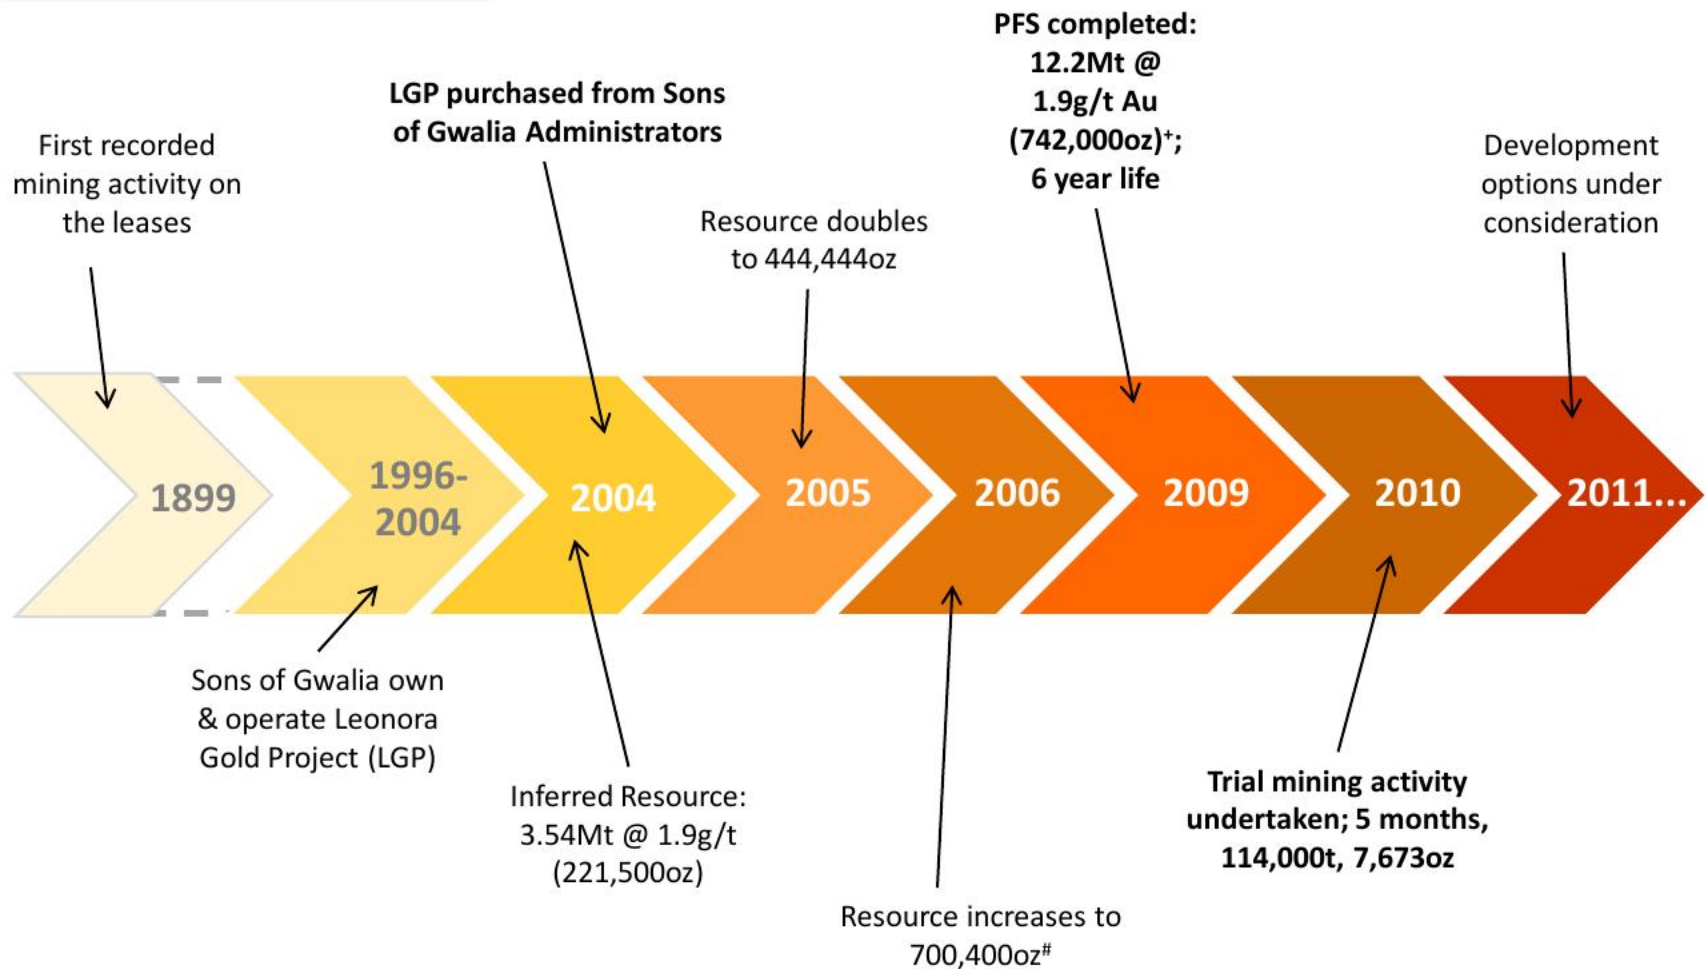 First recorded
mining activity on
the leases
LGP purchased from Sons
of Gwalia Administrators
Resource doubles
to 444,444oz
PFS completed:
12.2Mt @
1.9g/t Au
(742,000oz)⁺;
6 year life
Development
options under
consideration
1899
1996-
2004
2004
2005
2006
2009
2010
2011...
Sons of Gwalia own
& operate Leonora
Gold Project (LGP)
Inferred Resource:
3.54Mt @ 1.9g/t
(221,500oz)
Resource increases to
700,400oz#
Trial mining activity
undertaken; 5 months,
114,000t, 7,673oz